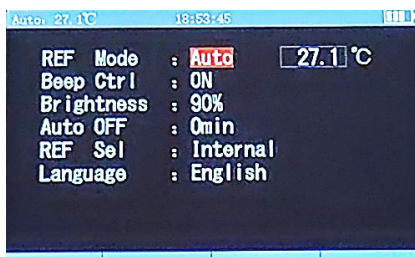 Auto: 27.1℃ 18:53:45
REF Mode : Auto 27.1 ℃
Beep Ctrl : ON
Brightness : 90%
Auto OFF : 0min
REF Sel : Internal
Language : English